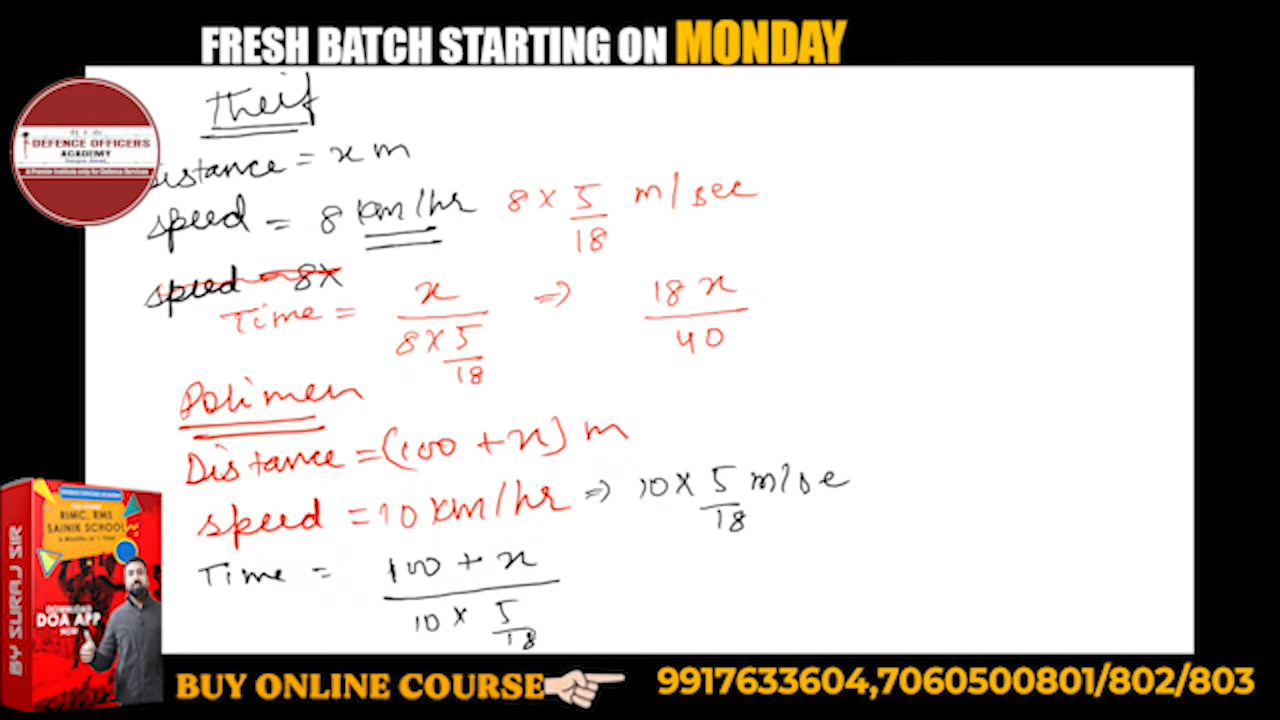 FRESH BATCH STARTING ON MONDAY
Theif
DEFENCE OFFICERS
ACADEMY
Distance = x m
speed = 8 km/hr 8 × 5/18 m/sec
speed = 8×
Time = x / 8 × 5/18 ⇒ 18 x / 40
Polimen
Distance = (100 + x) m
speed = 10 km/hr ⇒ 10 × 5/18 m/se
Time = 100 + x / 10 × 5/18
RIMC, RMS
SAINIK SCHOOL
DOWNLOAD
DOA APP
NOW
BY SURAJ SIR
BUY ONLINE COURSE 9917633604,7060500801/802/803